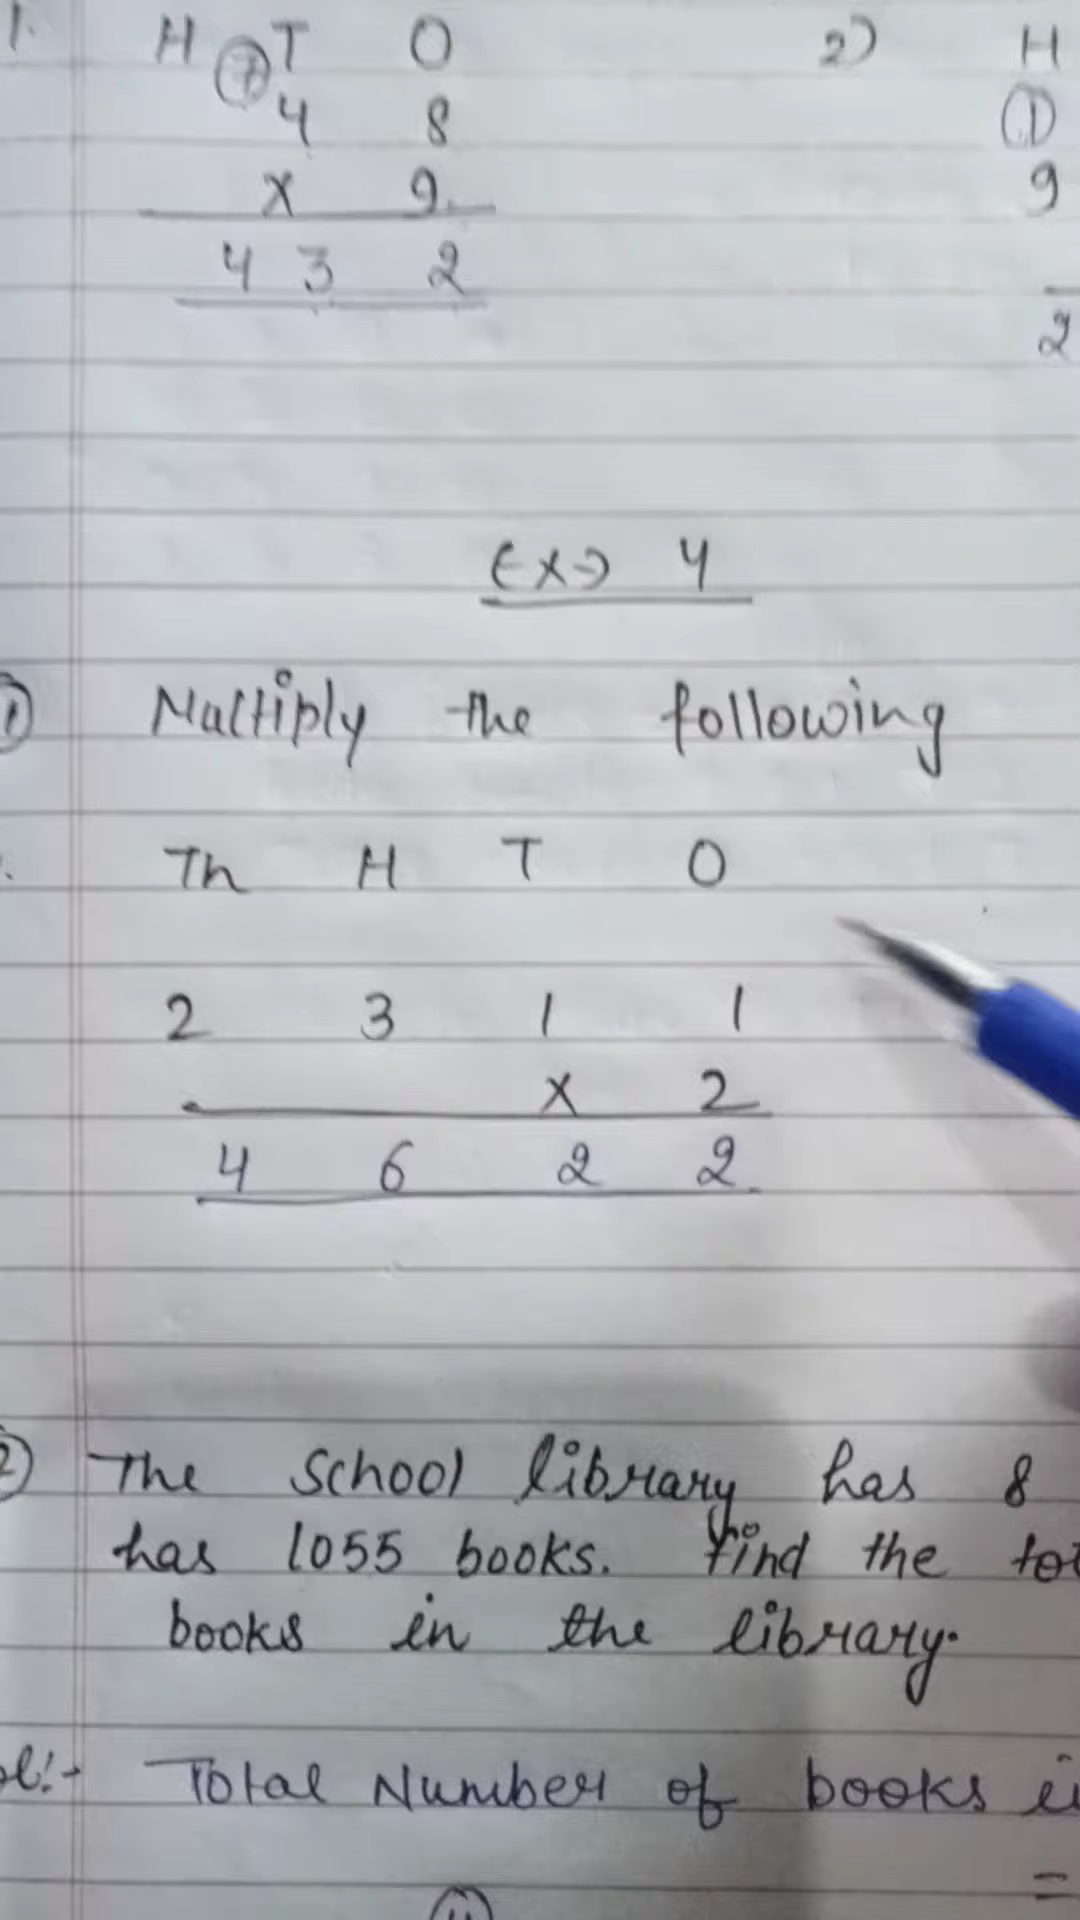 1. H T O 2) H
7 1
4 8
x 9 9
4 3 2 2
Ex → 4
1 Multiply the following
Th H T O
2 3 1 1
x 2
4 6 2 2
2) The School library has 8
has 1055 books. find the tot
books in the library.
ol:- Total Number of books i
=